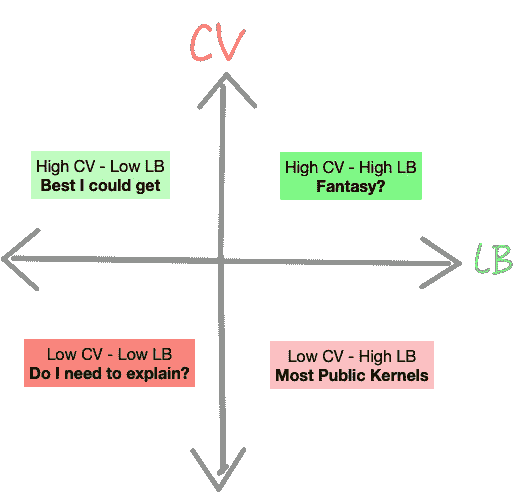 CV
High CV - Low LB
Best I could get
High CV - High LB
Fantasy?
LB
Low CV - Low LB
Do I need to explain?
Low CV - High LB
Most Public Kernels